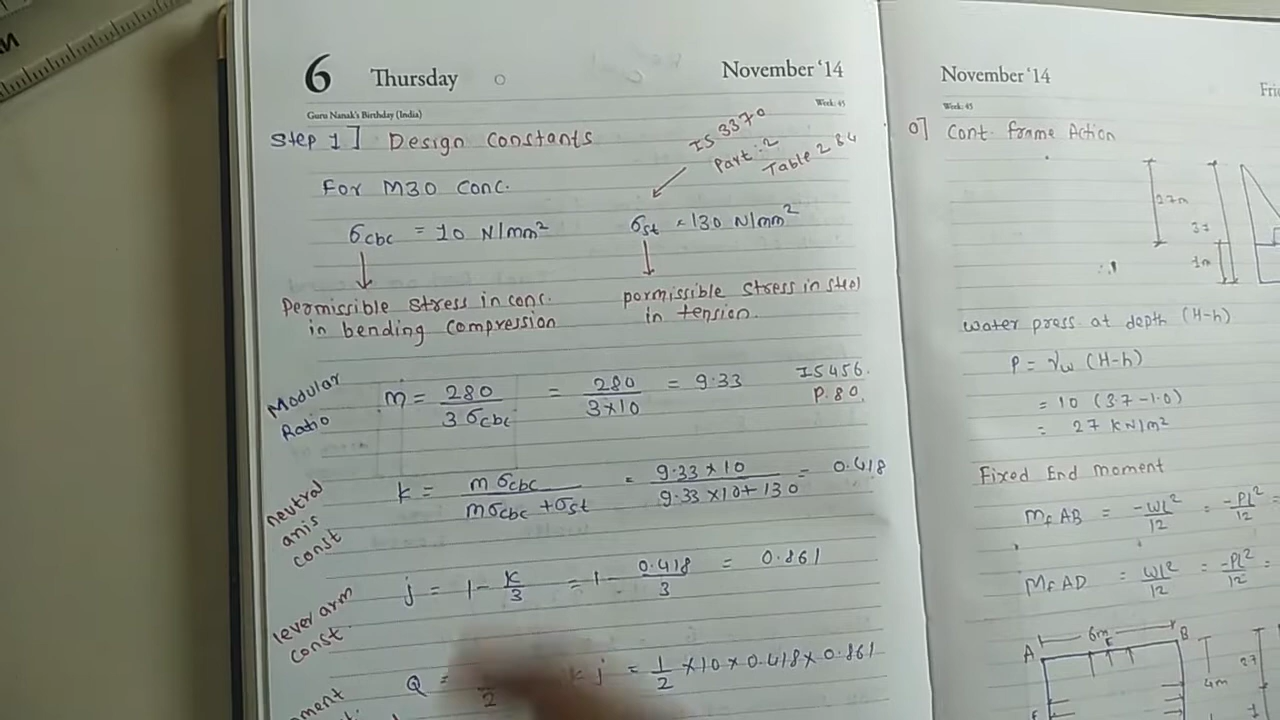 6 Thursday November '14
Week: 45
Guru Nanak's Birthday (India)
Step 1] Design Constants
IS 3370
Part: 2
Table 2 & 4
For M30 Conc.
σcbc = 10 N/mm² σst = 130 N/mm²
Permissible Stress in conc. in bending compression
permissible stress in steel in tension.
Modular Ratio
m = 280 / 3σcbc = 280 / 3×10 = 9.33
IS 456.
P. 80.
neutral axis const
k = mσcbc / mσcbc + σst = 9.33×10 / 9.33×10+130 = 0.418
lever arm const.
j = 1 - k/3 = 1 - 0.418/3 = 0.861
Q = 2 k j = 1/2 ×10×0.418×0.861
November '14
Week: 45
Cont. Frame Action
2.7m
1m
water press at depth (H-h)
P = γw (H-h)
= 10 (3.7-1.0)
= 27 kN/m²
Fixed End moment
Mf AB = -WL²/12 = -PL²/12 =
Mf AD = WL²/12 = -PL²/12 =
6m
A
B
E
4m
27